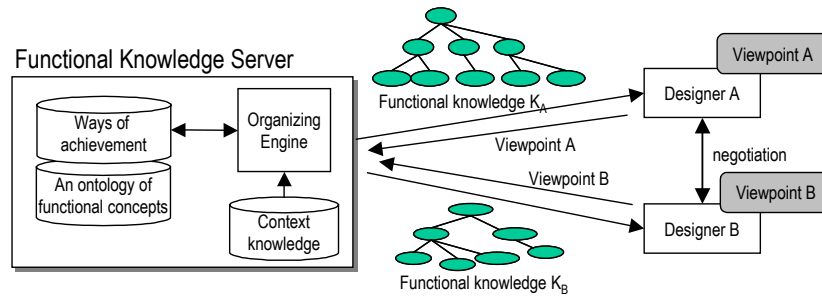 Functional Knowledge Server
Ways of
achievement
An ontology of
functional concepts
Organizing
Engine
Context
knowledge
Functional knowledge K_A
Viewpoint A
Viewpoint B
Functional knowledge K_B
Viewpoint A
Designer A
negotiation
Viewpoint B
Designer B